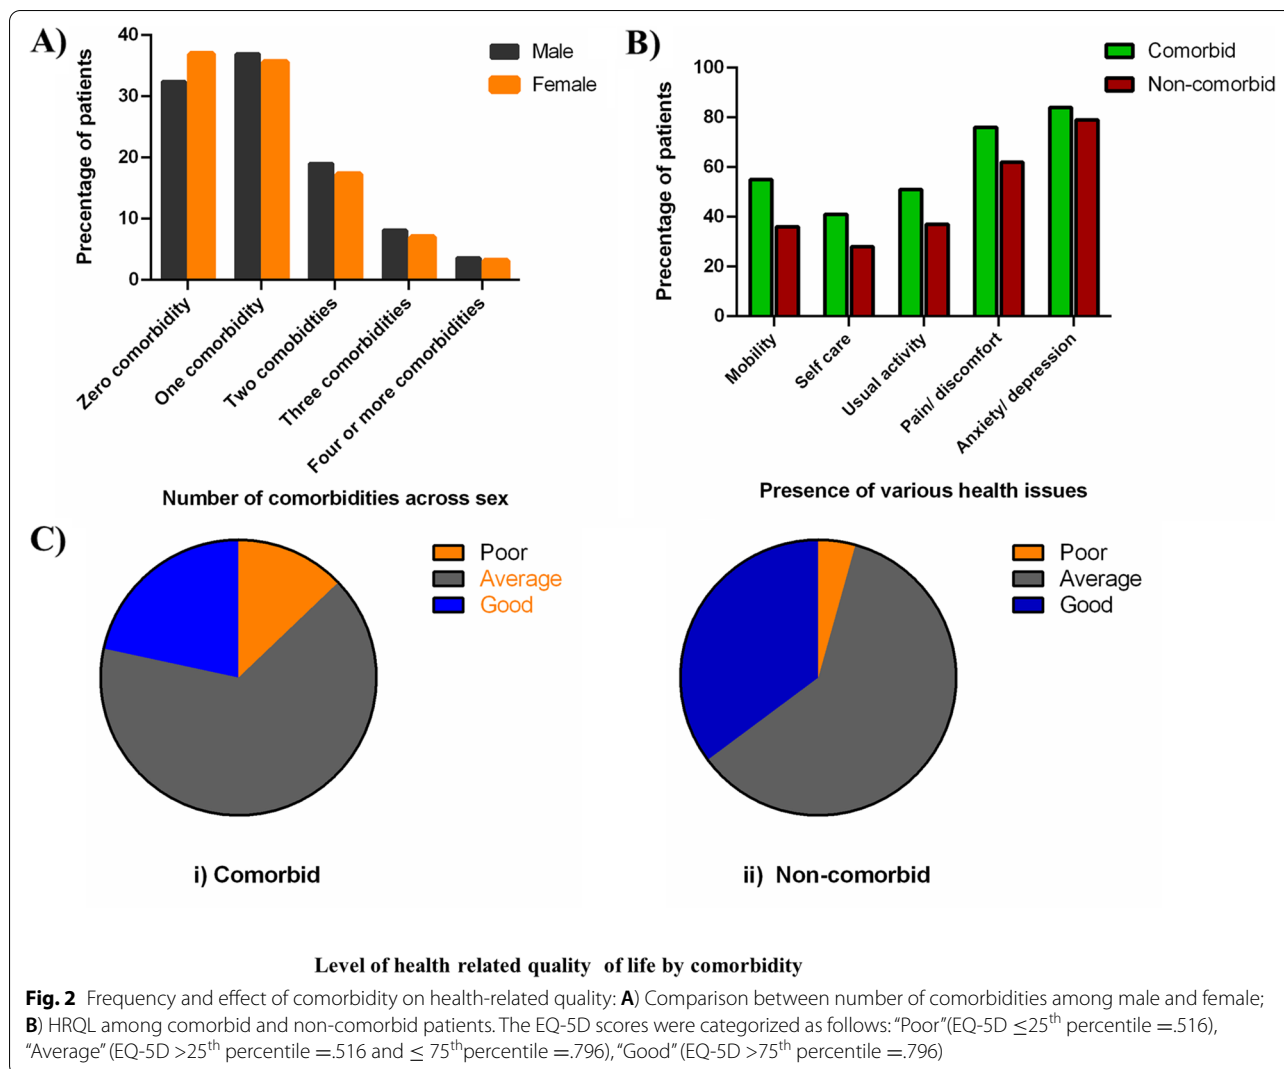 A)
Precentage of patients
40
30
20
10
0
Male
Female
Zero comorbidity
One comorbidity
Two comobidties
Three comorbidities
Four or more comorbidities
Number of comorbidities across sex
B)
Precentage of patients
100
80
60
40
20
0
Comorbid
Non-comorbid
Mobility
Self care
Usual activity
Pain/ discomfort
Anxiety/ depression
Presence of various health issues
C)
Poor
Average
Good
i) Comorbid
Poor
Average
Good
ii) Non-comorbid
Level of health related quality of life by comorbidity
Fig. 2 Frequency and effect of comorbidity on health-related quality: A) Comparison between number of comorbidities among male and female;
B) HRQL among comorbid and non-comorbid patients. The EQ-5D scores were categorized as follows: “Poor”(EQ-5D ≤25th percentile =.516),
“Average” (EQ-5D >25th percentile =.516 and ≤ 75thpercentile =.796), “Good” (EQ-5D >75th percentile =.796)